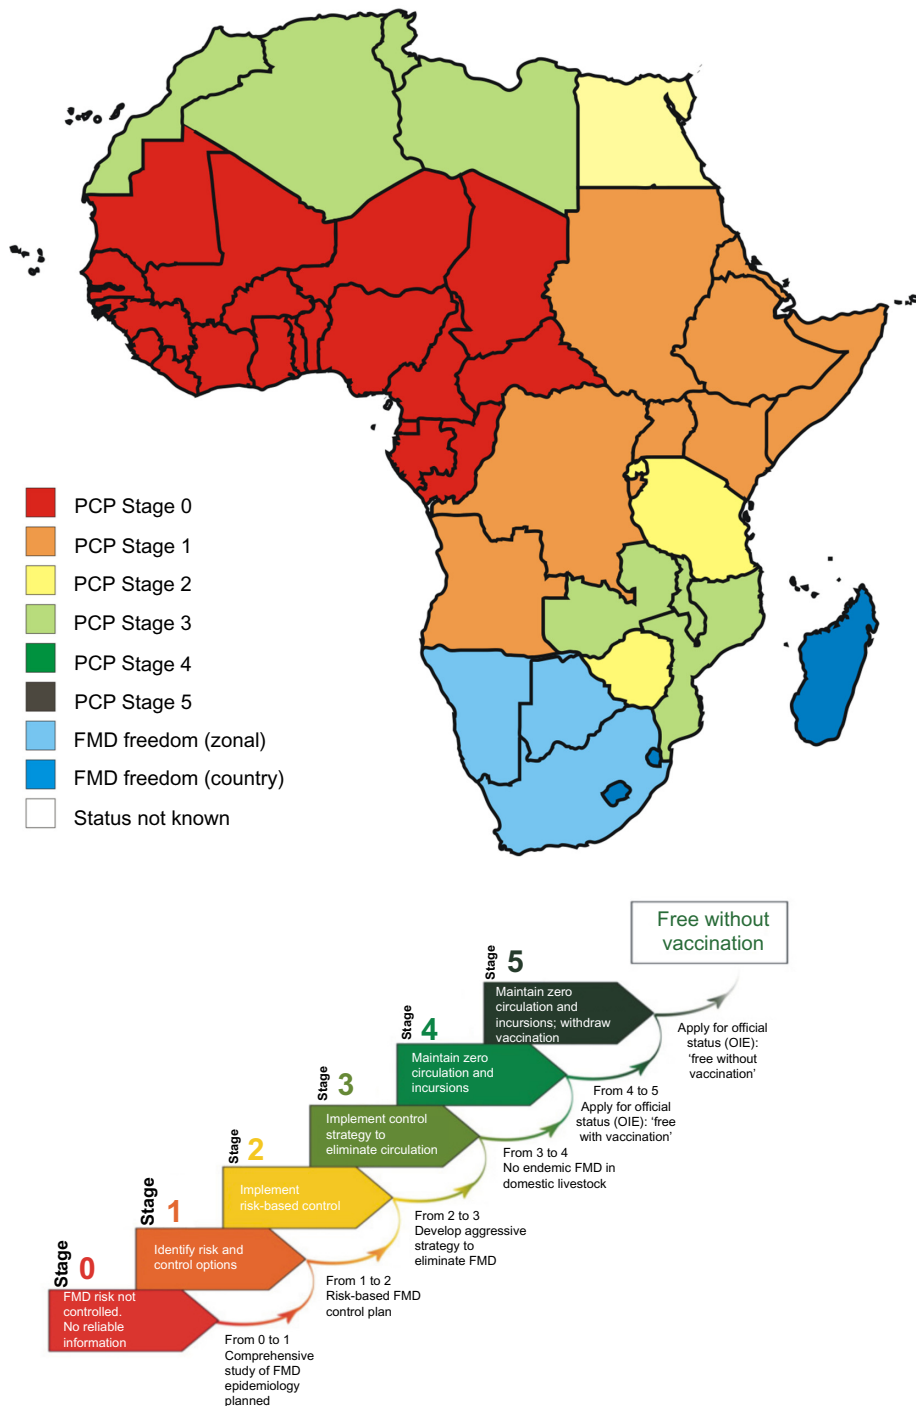 PCP Stage 0
PCP Stage 1
PCP Stage 2
PCP Stage 3
PCP Stage 4
PCP Stage 5
FMD freedom (zonal)
FMD freedom (country)
Status not known
Free without
vaccination
Stage 5
Maintain zero
circulation and
incursions; withdraw
vaccination
Apply for official
status (OIE):
‘free without
vaccination’
Stage 4
Maintain zero
circulation and
incursions
From 4 to 5
Apply for official
status (OIE): ‘free
with vaccination’
Stage 3
Implement control
strategy to
eliminate circulation
From 3 to 4
No endemic FMD in
domestic livestock
Stage 2
Implement
risk-based control
From 2 to 3
Develop aggressive
strategy to
eliminate FMD
Stage 1
Identify risk and
control options
From 1 to 2
Risk-based FMD
control plan
Stage 0
FMD risk not
controlled.
No reliable
information
From 0 to 1
Comprehensive
study of FMD
epidemiology
planned